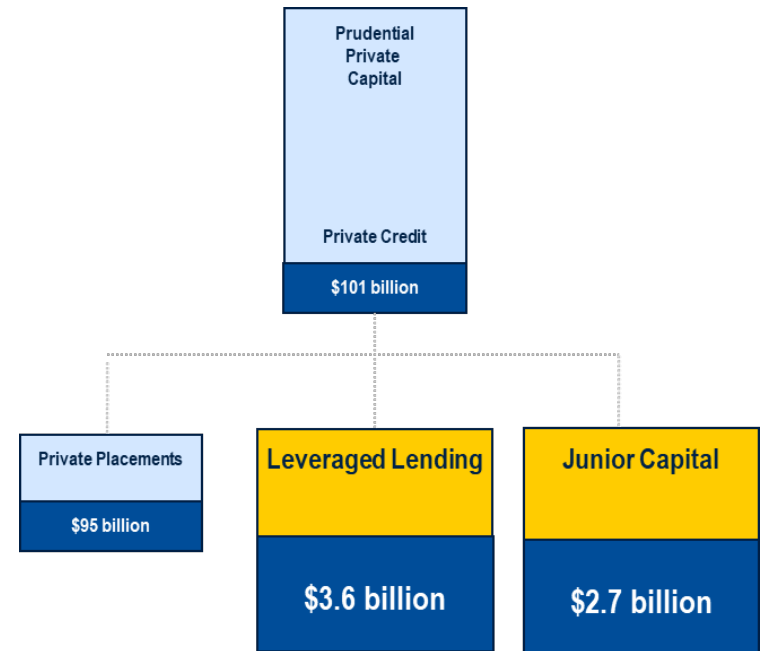 Prudential
Private
Capital
Private Credit
$101 billion
Private Placements
$95 billion
Leveraged Lending
$3.6 billion
Junior Capital
$2.7 billion